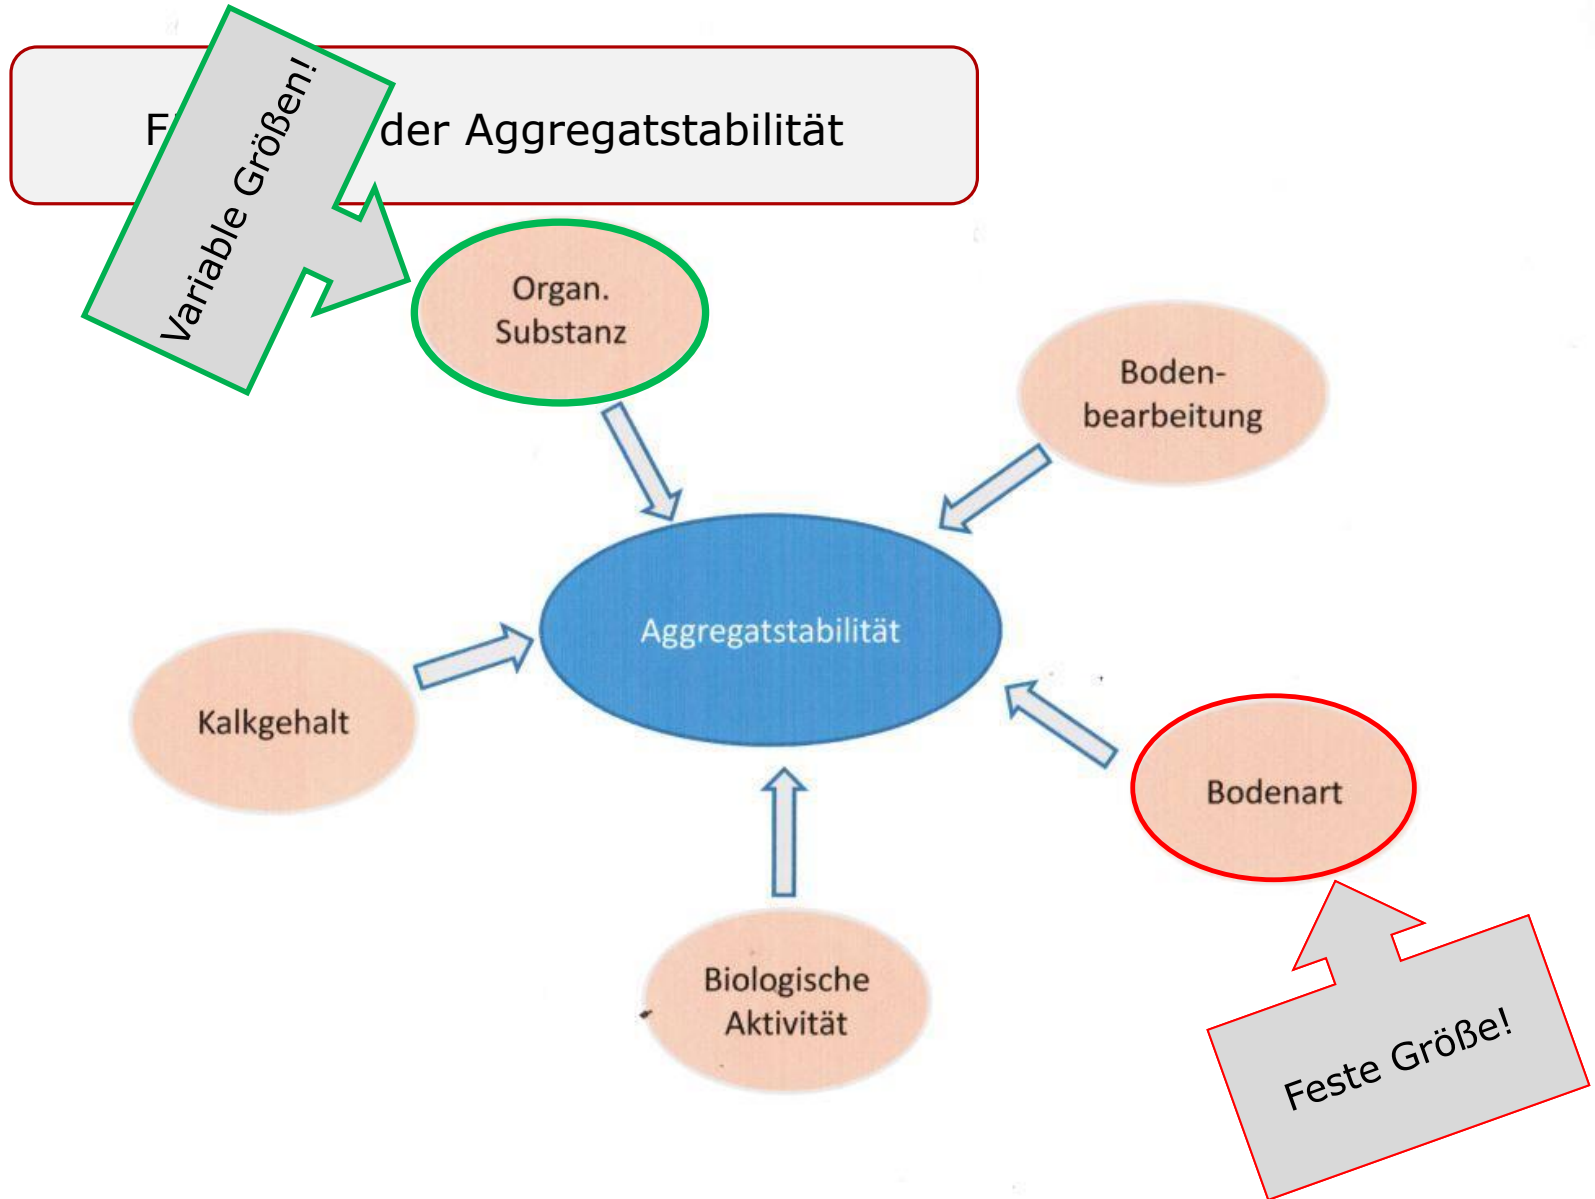 der Aggregatstabilität
Variable Größen!
Organ.
Substanz
Boden-
bearbeitung
Aggregatstabilität
Kalkgehalt
Bodenart
Biologische
Aktivität
Feste Größe!